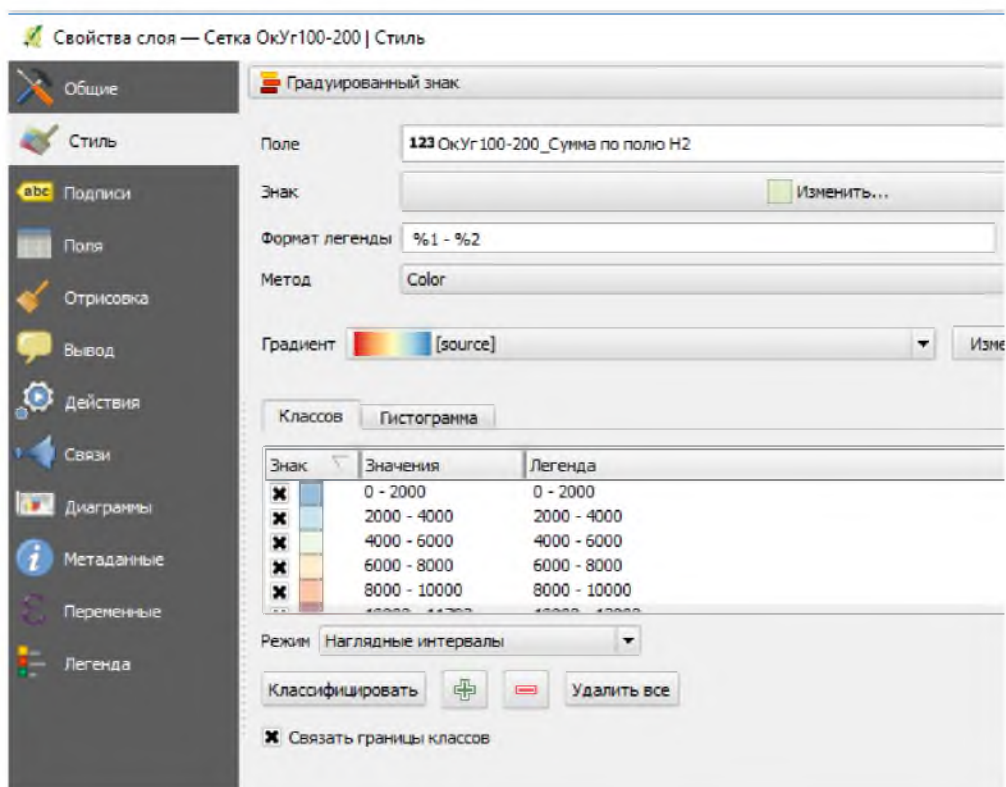 Свойства слоя — Сетка ОкУг100-200 | Стиль
Общие
Стиль
Подписи
Поля
Отрисовка
Вывод
Действия
Связи
Диаграммы
Метаданные
Переменные
Легенда
Градуированный знак
Поле 123 ОкУг100-200_Сумма по полю H2
Знак Изменить...
Формат легенды %1 - %2
Метод Color
Градиент [source]
Классов Гистограмма
Знак Значения Легенда
0 - 2000 0 - 2000
2000 - 4000 2000 - 4000
4000 - 6000 4000 - 6000
6000 - 8000 6000 - 8000
8000 - 10000 8000 - 10000
Режим Наглядные интервалы
Классифицировать Удалить все
Связать границы классов
abc